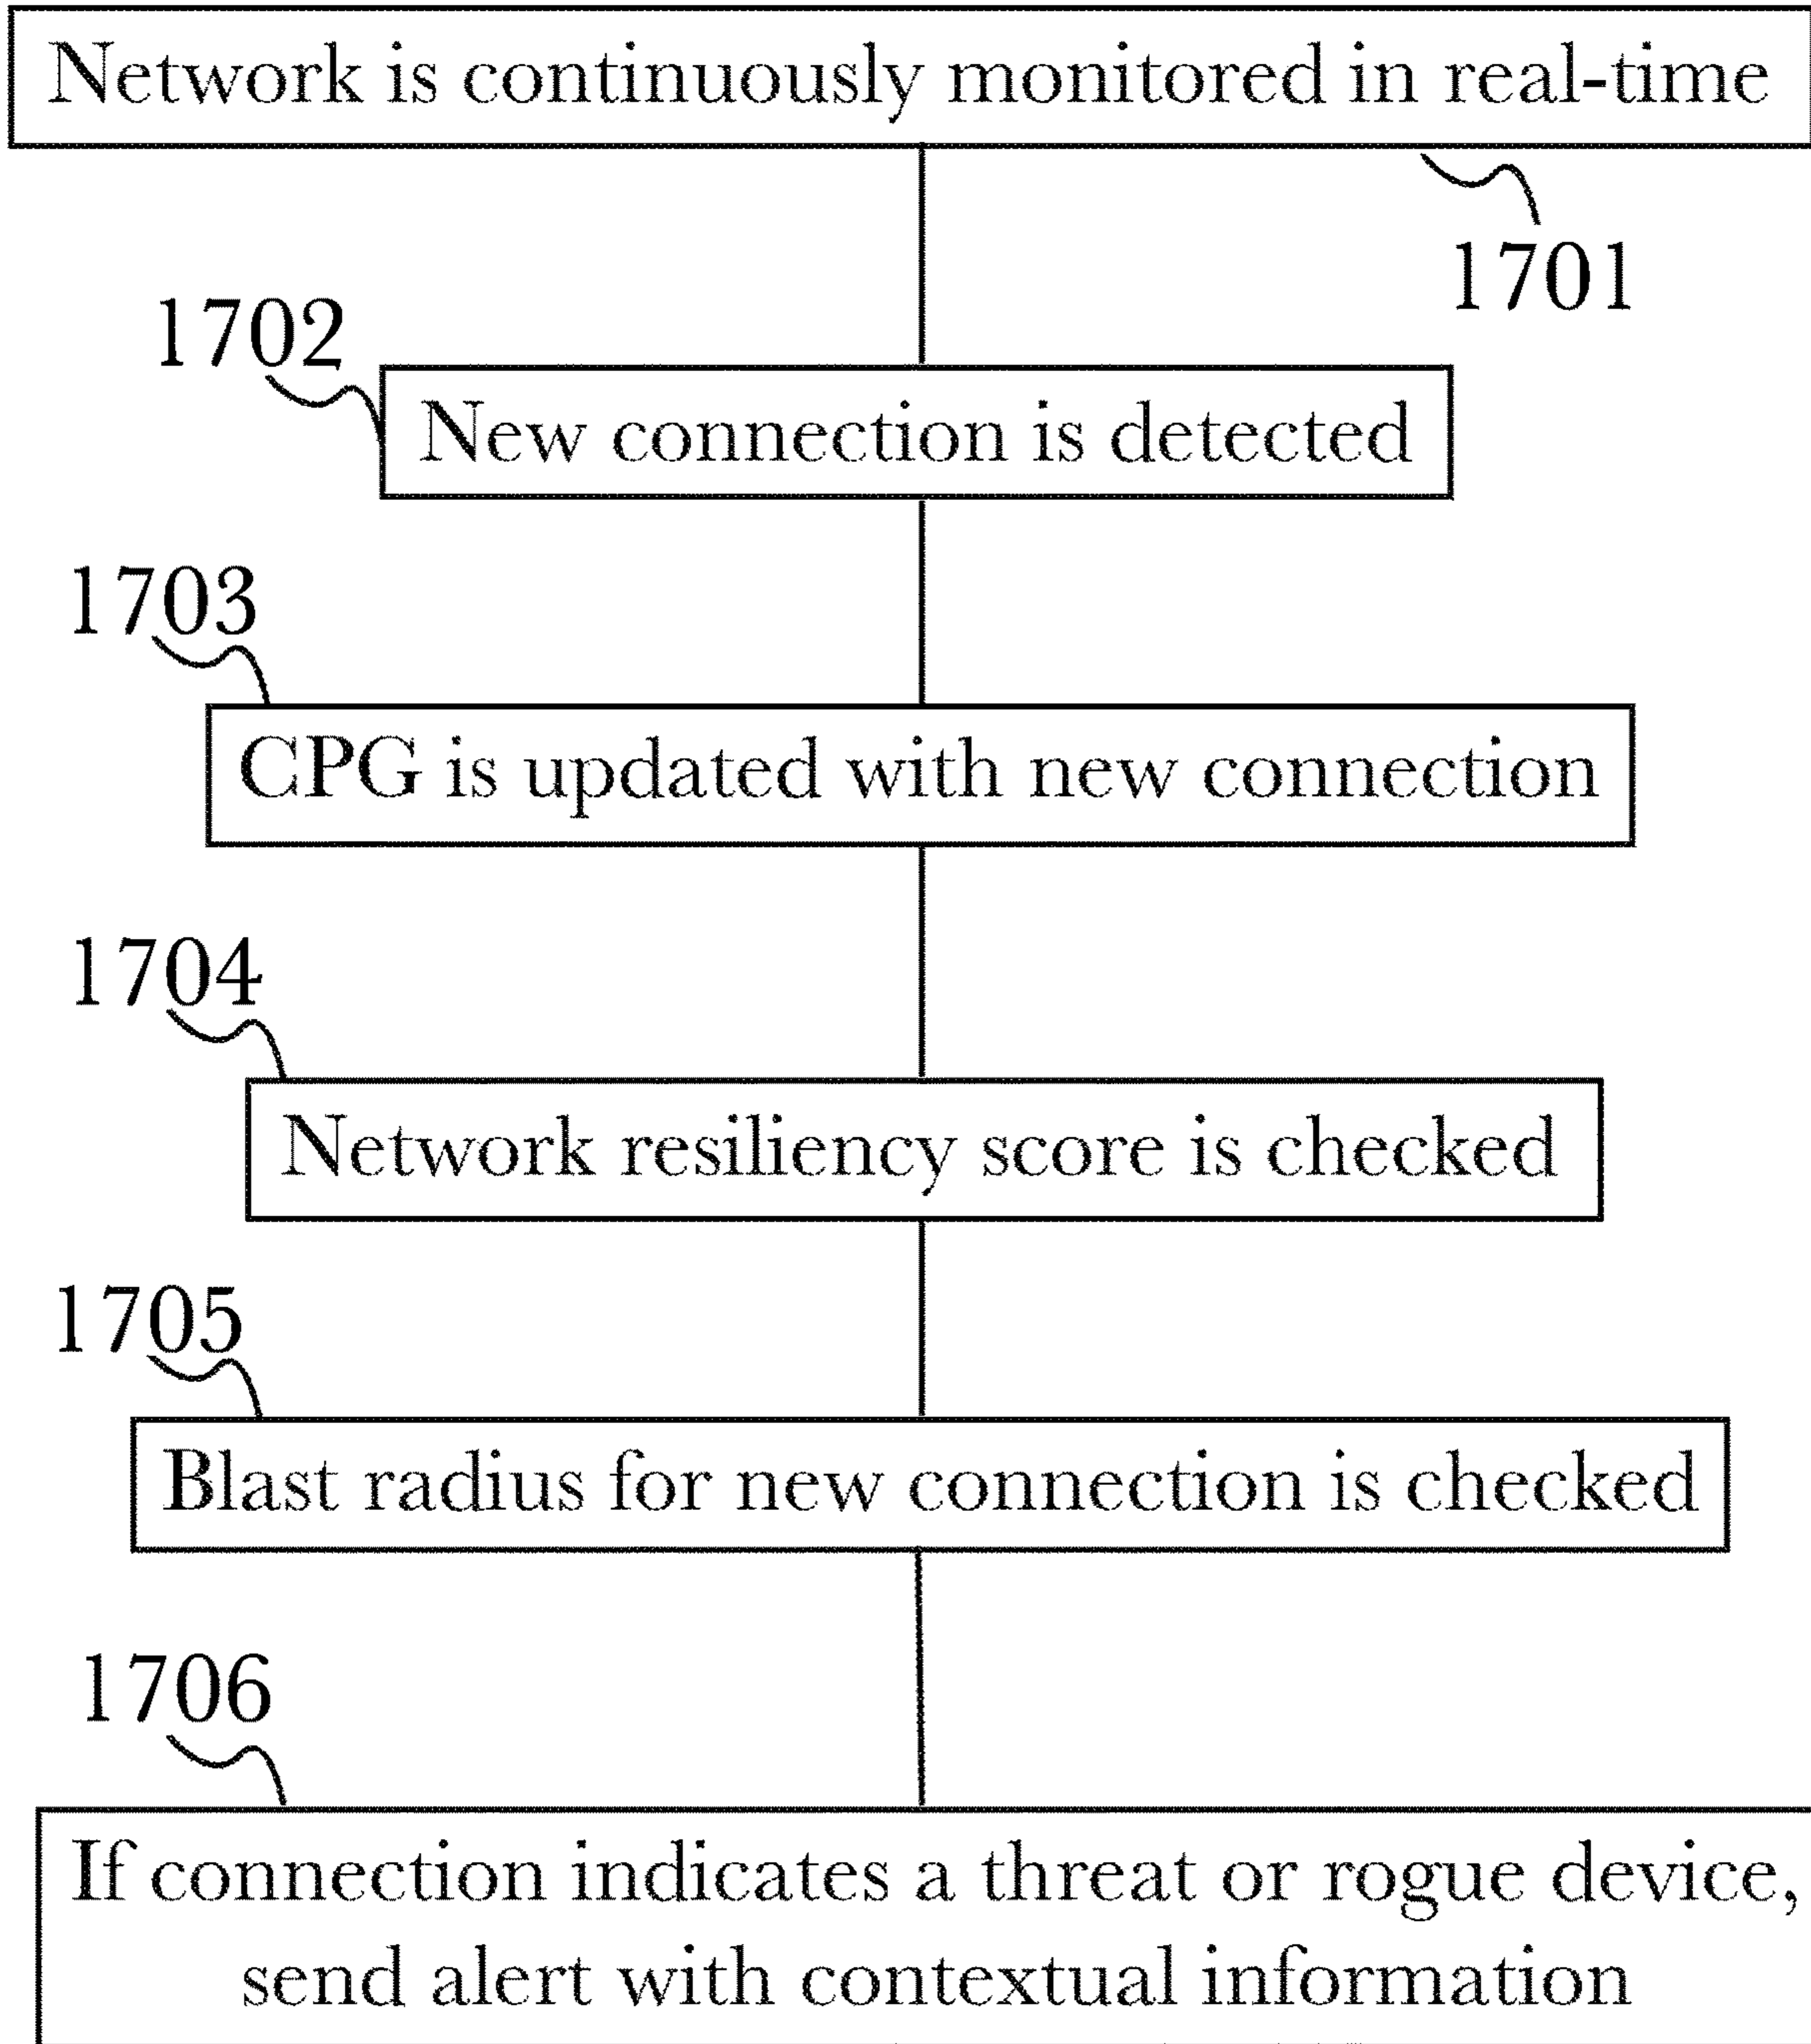 Network is continuously monitored in real-time
1701
1702
New connection is detected
1703
CPG is updated with new connection
1704
Network resiliency score is checked
1705
Blast radius for new connection is checked
1706
If connection indicates a threat or rogue device,
send alert with contextual information